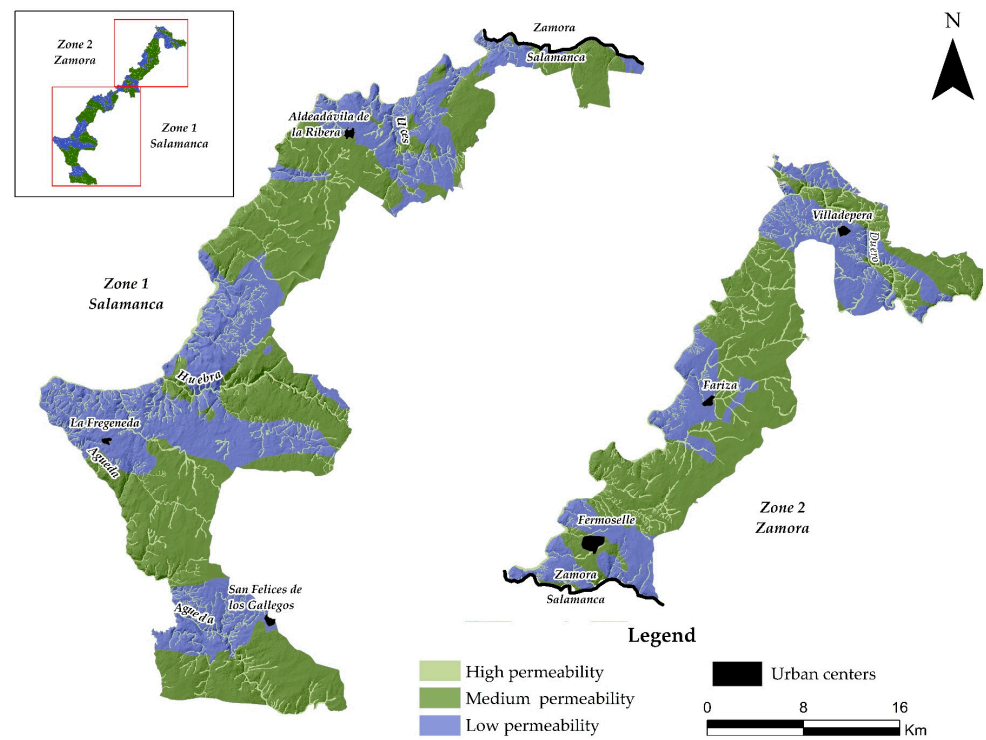 Zone 2
Zamora
Zone 1
Salamanca
Zamora
Salamanca
N
Aldeadávila de
la Ribera
Uces
Villadepera
Duero
Zone 1
Salamanca
Huebra
Fariza
La Fregeneda
Agueda
Zone 2
Zamora
Fermoselle
Zamora
Salamanca
San Felices de
los Gallegos
Agueda
Legend
High permeability
Medium permeability
Low permeability
Urban centers
0 8 16
Km